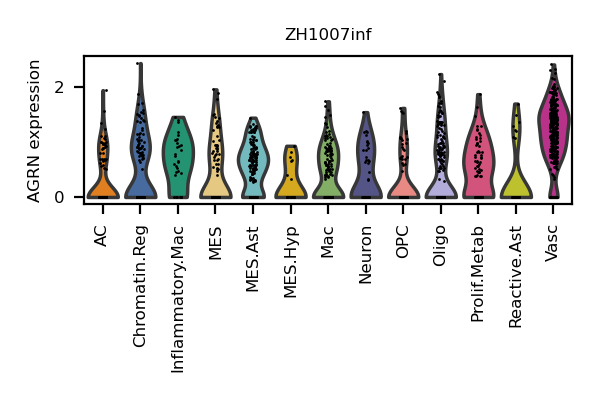 ZH1007inf
AGRN expression
2
0
AC
Chromatin.Reg
Inflammatory.Mac
MES
MES.Ast
MES.Hyp
Mac
Neuron
OPC
Oligo
Prolif.Metab
Reactive.Ast
Vasc